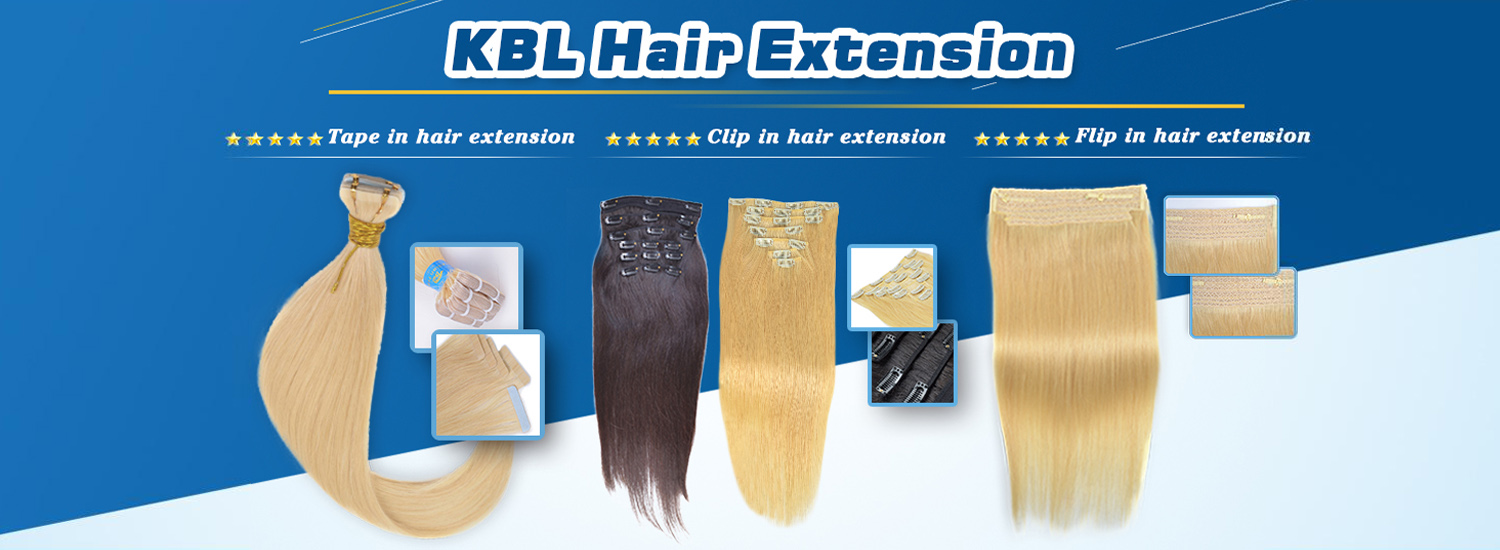 KBL Hair Extension
Tape in hair extension
Clip in hair extension
Flip in hair extension